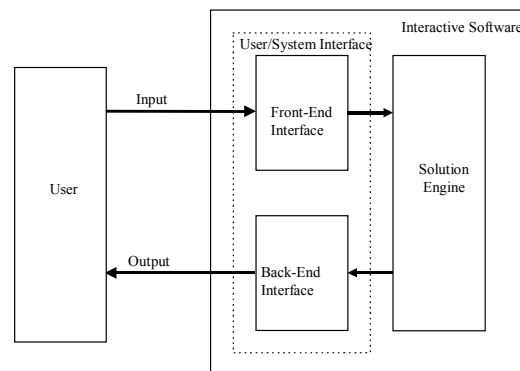 Interactive Software
User/System Interface
Input
Front-End
Interface
User
Solution
Engine
Output
Back-End
Interface